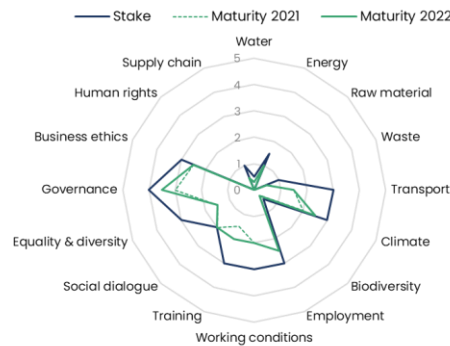 Stake Maturity 2021 Maturity 2022
Water
Supply chain Energy
Human rights Raw material
Business ethics Waste
Governance Transport
Equality & diversity Climate
Social dialogue Biodiversity
Training Employment
Working conditions
5
4
3
2
1
0